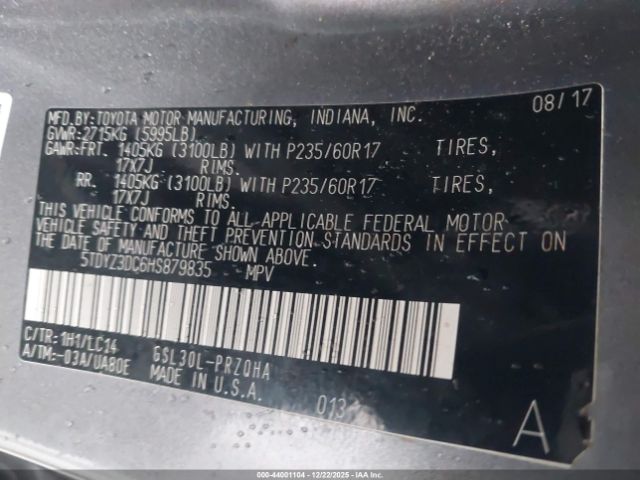 MFD.BY:TOYOTA MOTOR MANUFACTURING, INDIANA, INC. 08/17
GVWR:2715KG (5995LB)
GAWR:FRT. 1405KG (3100LB) WITH P235/60R17 TIRES,
17X7J RIMS.
RR. 1405KG (3100LB) WITH P235/60R17 TIRES,
17X7J RIMS.
THIS VEHICLE CONFORMS TO ALL APPLICABLE FEDERAL MOTOR
VEHICLE SAFETY AND THEFT PREVENTION STANDARDS IN EFFECT ON
THE DATE OF MANUFACTURE SHOWN ABOVE.
5TDYZ3DC6HS879835 MPV
C/TR:1H1/LC14 GSL30L-PRZQHA
A/TM:-03A/UA80E MADE IN U.S.A. 013
A
000-44001104 - 12/22/2025 - IAAI.COM